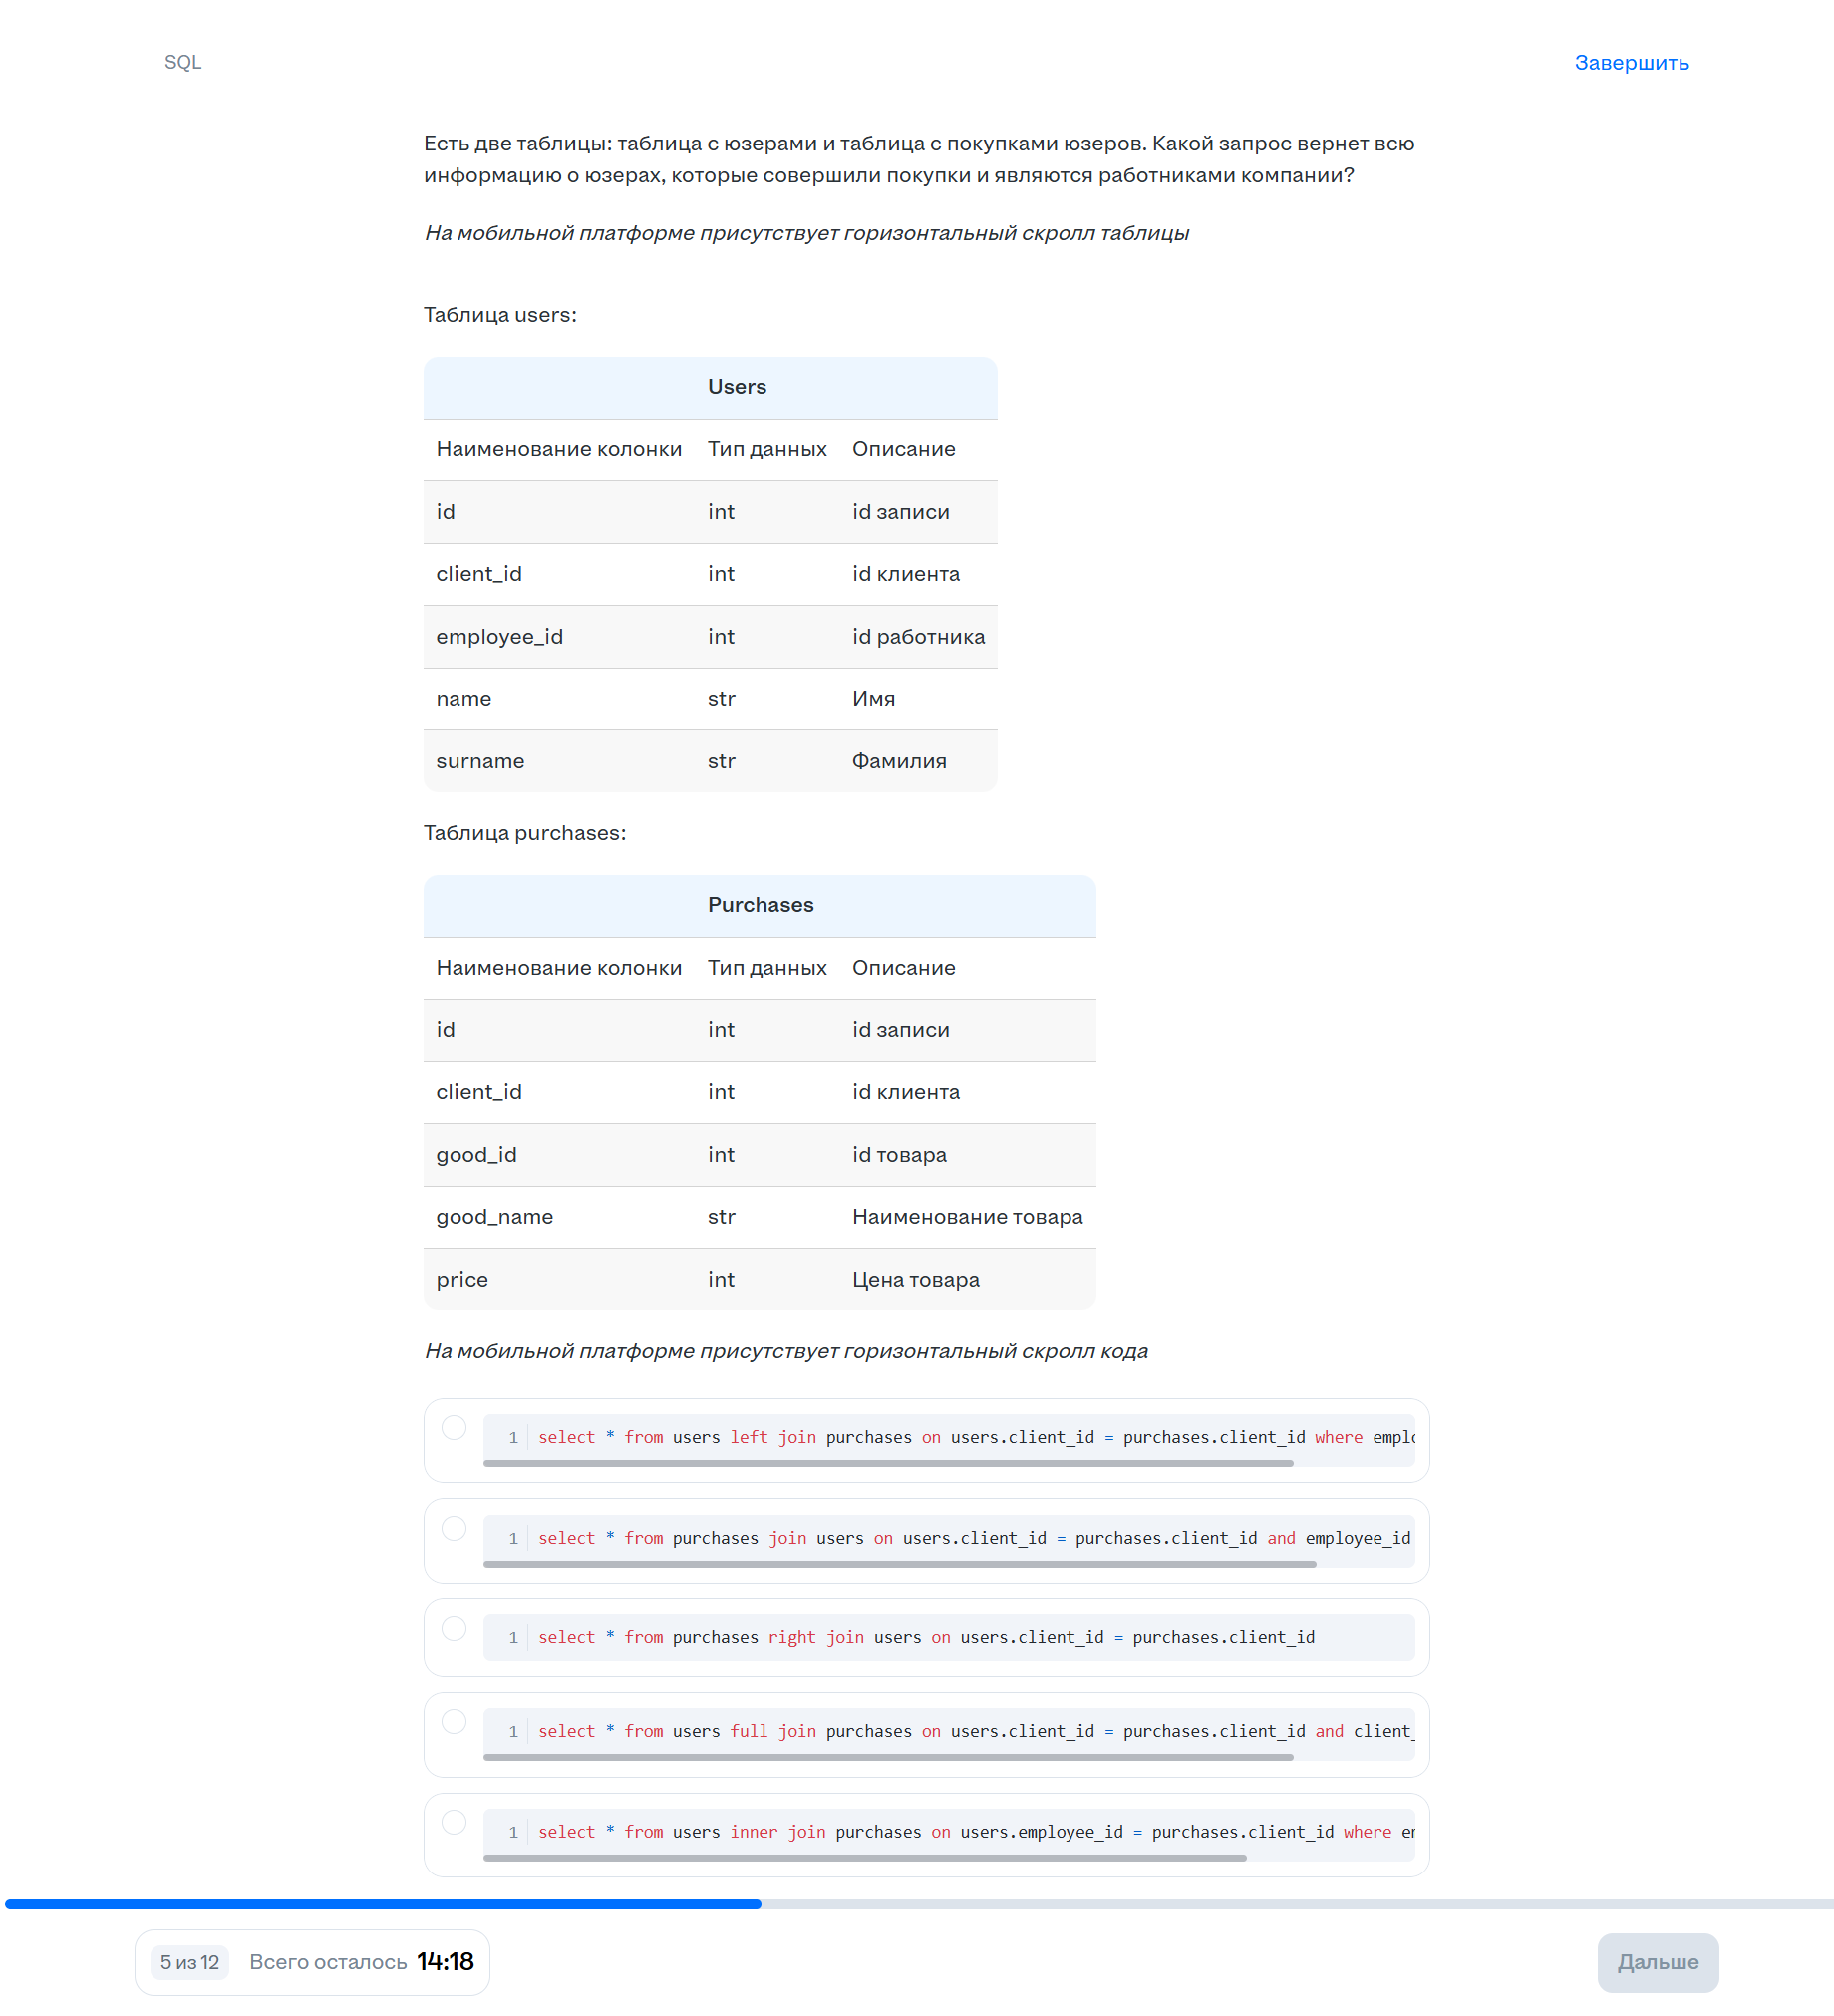 SQL
Завершить
Есть две таблицы: таблица с юзерами и таблица с покупками юзеров. Какой запрос вернет всю
информацию о юзерах, которые совершили покупки и являются работниками компании?
На мобильной платформе присутствует горизонтальный скролл таблицы
Таблица users:
Users
Наименование колонки Тип данных Описание
id int id записи
client_id int id клиента
employee_id int id работника
name str Имя
surname str Фамилия
Таблица purchases:
Purchases
Наименование колонки Тип данных Описание
id int id записи
client_id int id клиента
good_id int id товара
good_name str Наименование товара
price int Цена товара
На мобильной платформе присутствует горизонтальный скролл кода
1 select * from users left join purchases on users.client_id = purchases.client_id where
1 select * from purchases join users on users.client_id = purchases.client_id and employee_id
1 select * from purchases right join users on users.client_id = purchases.client_id
1 select * from users full join purchases on users.client_id = purchases.client_id and client_
1 select * from users inner join purchases on users.employee_id = purchases.client_id where
5 из 12 Всего осталось 14:18
Дальше